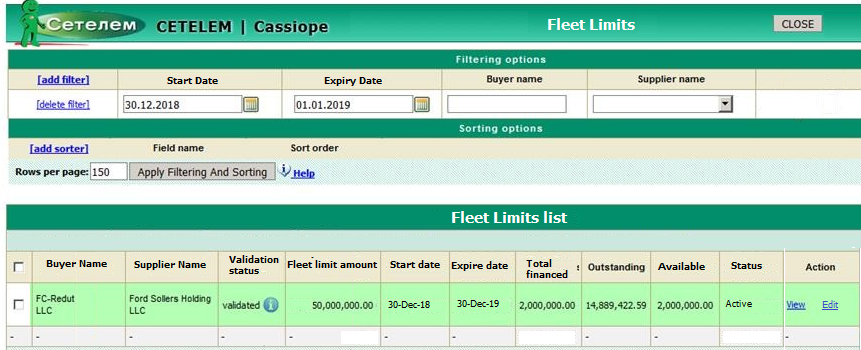 Сетелем CETELEM | Cassiope Fleet Limits CLOSE
Filtering options
[add filter] Start Date Expiry Date Buyer name Supplier name
[delete filter] 30.12.2018 01.01.2019
Sorting options
[add sorter] Field name Sort order
Rows per page: 150 Apply Filtering And Sorting Help
Fleet Limits list
Buyer Name Supplier Name Validation status Fleet limit amount Start date Expire date Total financed s Outstanding Available Status Action
FC-Redut LLC Ford Sollers Holding LLC validated 50,000,000.00 30-Dec-18 30-Dec-19 2,000,000.00 14,889,422.59 2,000,000.00 Active View Edit
- - - - - - - - - - - -